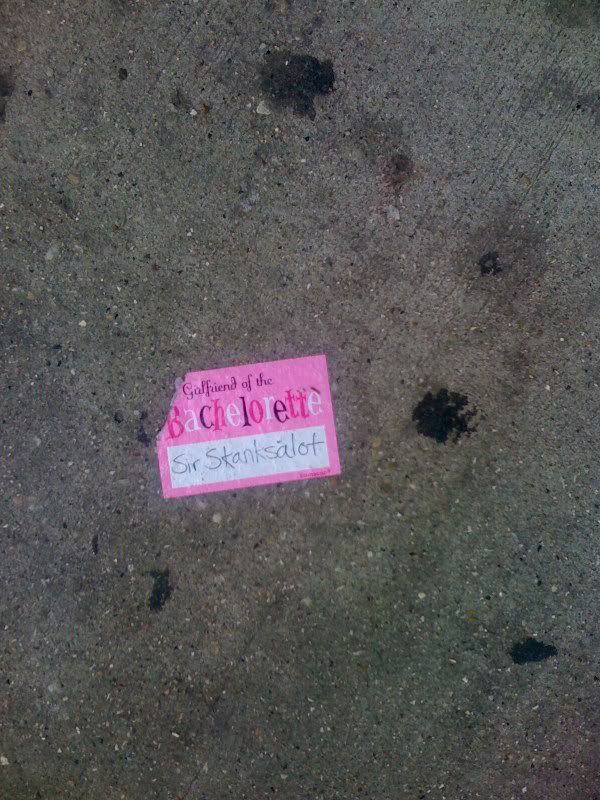 Girlfriend of the
Bachelorette
Sir Stanksalot